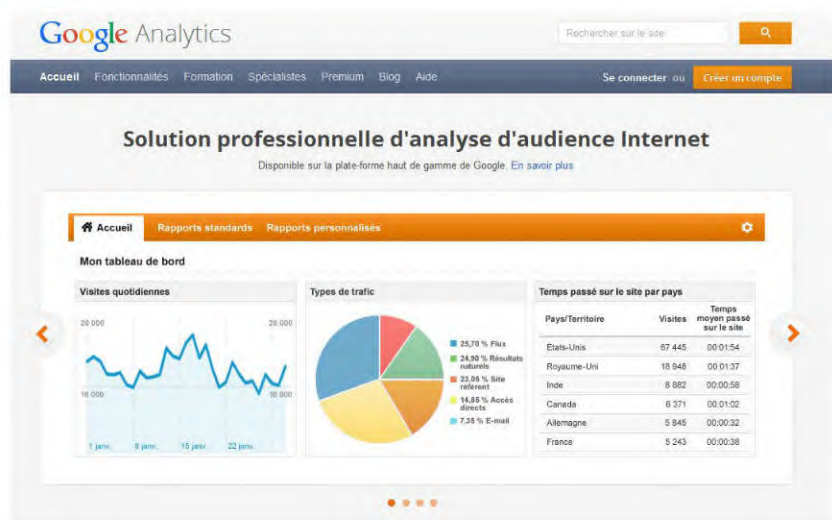 Google Analytics
Rechercher sur le site
Accueil Fonctionnalités Formation Spécialistes Premium Blog Aide
Se connecter ou Créer un compte
Solution professionnelle d'analyse d'audience Internet
Disponible sur la plate-forme haut de gamme de Google. En savoir plus
Accueil Rapports standards Rapports personnalisés
Mon tableau de bord
Visites quotidiennes
20 000 20 000
10 000 10 000
1 janv. 8 janv. 15 janv. 22 janv.
Types de trafic
25,70 % Flux
24,90 % Résultats
naturels
23,05 % Site
référent
14,85 % Accès
directs
7,35 % E-mail
Temps passé sur le site par pays
Pays/Territoire Visites Temps
moyen passé
sur le site
États-Unis 67 445 00:01:54
Royaume-Uni 18 948 00:01:37
Inde 8 882 00:00:58
Canada 6 371 00:01:02
Allemagne 5 845 00:00:32
France 5 243 00:00:38